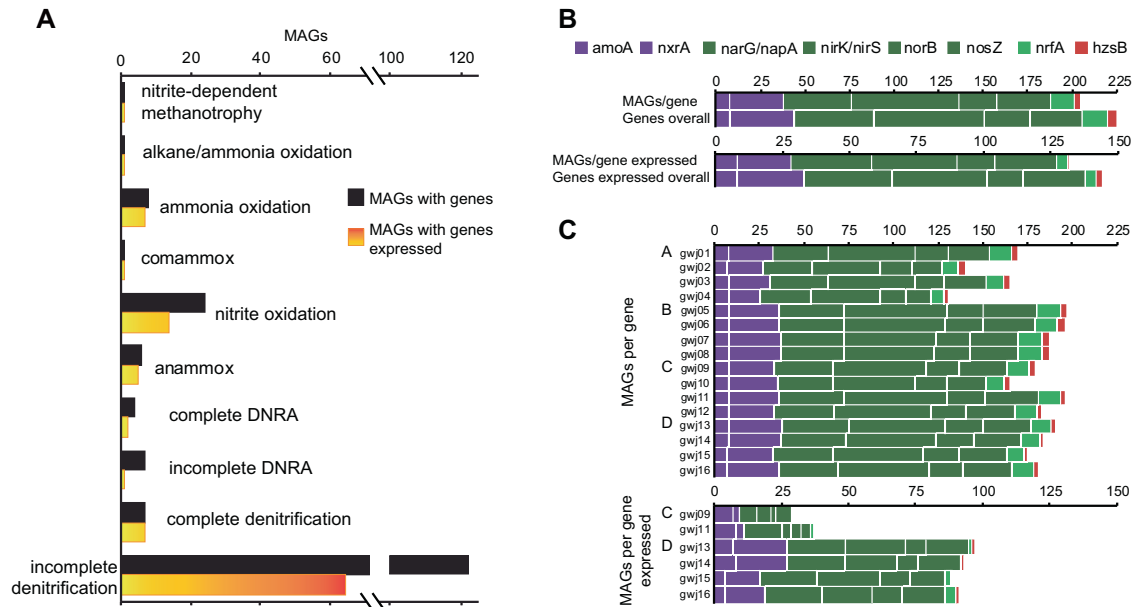 A
MAGs
0 20 40 60 100 120
nitrite-dependent
methanotrophy
alkane/ammonia oxidation
ammonia oxidation
comammox
nitrite oxidation
anammox
complete DNRA
incomplete DNRA
complete denitrification
incomplete
denitrification
MAGs with genes
MAGs with genes
expressed
B
amoA nxrA narG/napA nirK/nirS norB nosZ nrfA hzsB
0 25 50 75 100 125 150 175 200 225
MAGs/gene
Genes overall
0 25 50 75 100 125 150
MAGs/gene expressed
Genes expressed overall
C
0 25 50 75 100 125 150 175 200 225
MAGs per gene
A gwj01
gwj02
gwj03
gwj04
B gwj05
gwj06
gwj07
gwj08
C gwj09
gwj10
gwj11
gwj12
D gwj13
gwj14
gwj15
gwj16
0 25 50 75 100 125 150
MAGs per gene
expressed
C gwj09
gwj11
D gwj13
gwj14
gwj15
gwj16